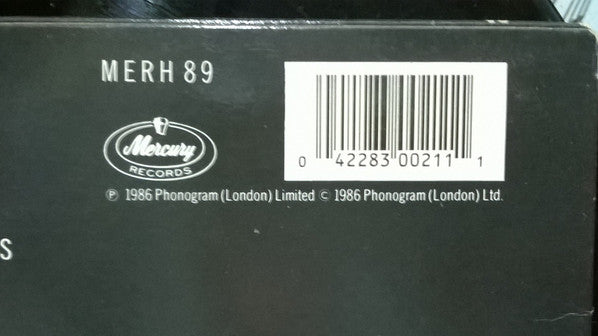 MERH 89
0 42283 00211 1
Mercury
RECORDS
℗ 1986 Phonogram (London) Limited © 1986 Phonogram (London) Ltd.
S